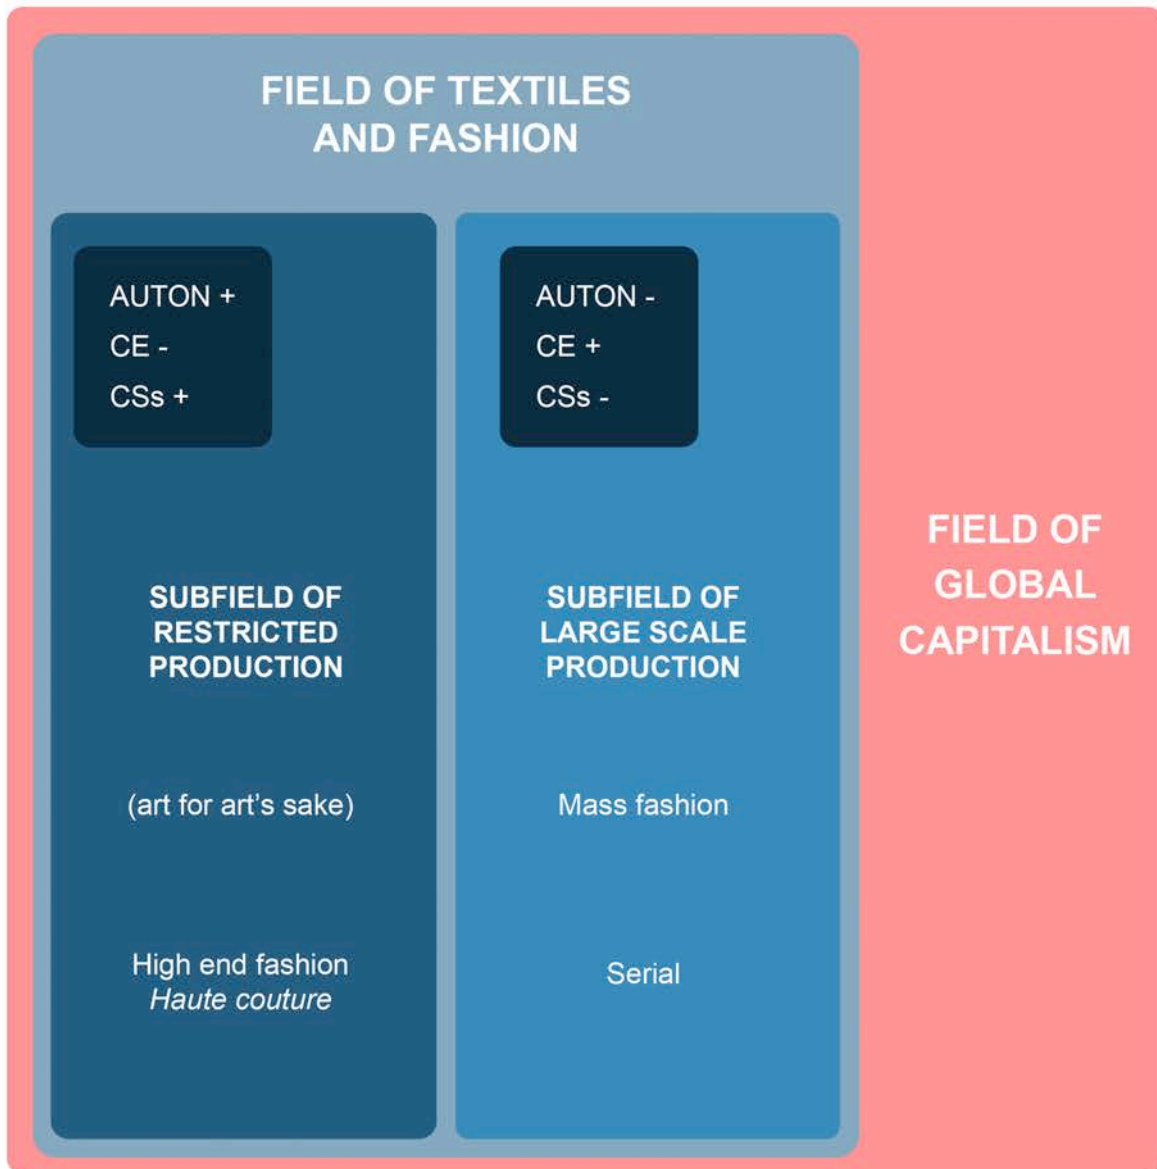 FIELD OF TEXTILES
AND FASHION
AUTON +
CE -
CSs +
SUBFIELD OF
RESTRICTED
PRODUCTION
(art for art’s sake)
High end fashion
Haute couture
AUTON -
CE +
CSs -
SUBFIELD OF
LARGE SCALE
PRODUCTION
Mass fashion
Serial
FIELD OF
GLOBAL
CAPITALISM